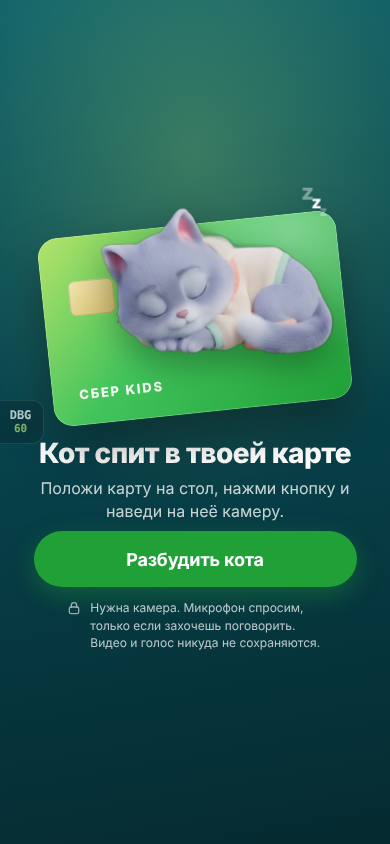 z
z
z
СБЕР KIDS
DBG
60
Кот спит в твоей карте
Положи карту на стол, нажми кнопку и
наведи на неё камеру.
Разбудить кота
Нужна камера. Микрофон спросим,
только если захочешь поговорить.
Видео и голос никуда не сохраняются.